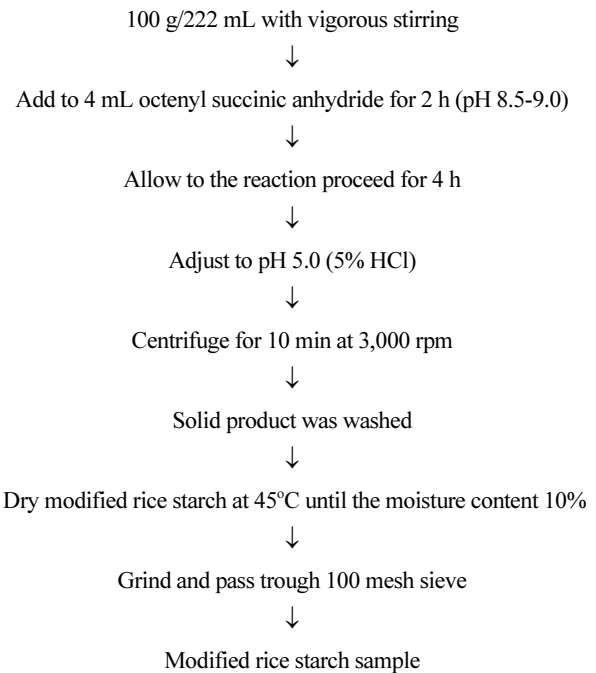 100 g/222 mL with vigorous stirring
↓
Add to 4 mL octenyl succinic anhydride for 2 h (pH 8.5-9.0)
↓
Allow to the reaction proceed for 4 h
↓
Adjust to pH 5.0 (5% HCl)
↓
Centrifuge for 10 min at 3,000 rpm
↓
Solid product was washed
↓
Dry modified rice starch at 45°C until the moisture content 10%
↓
Grind and pass trough 100 mesh sieve
↓
Modified rice starch sample